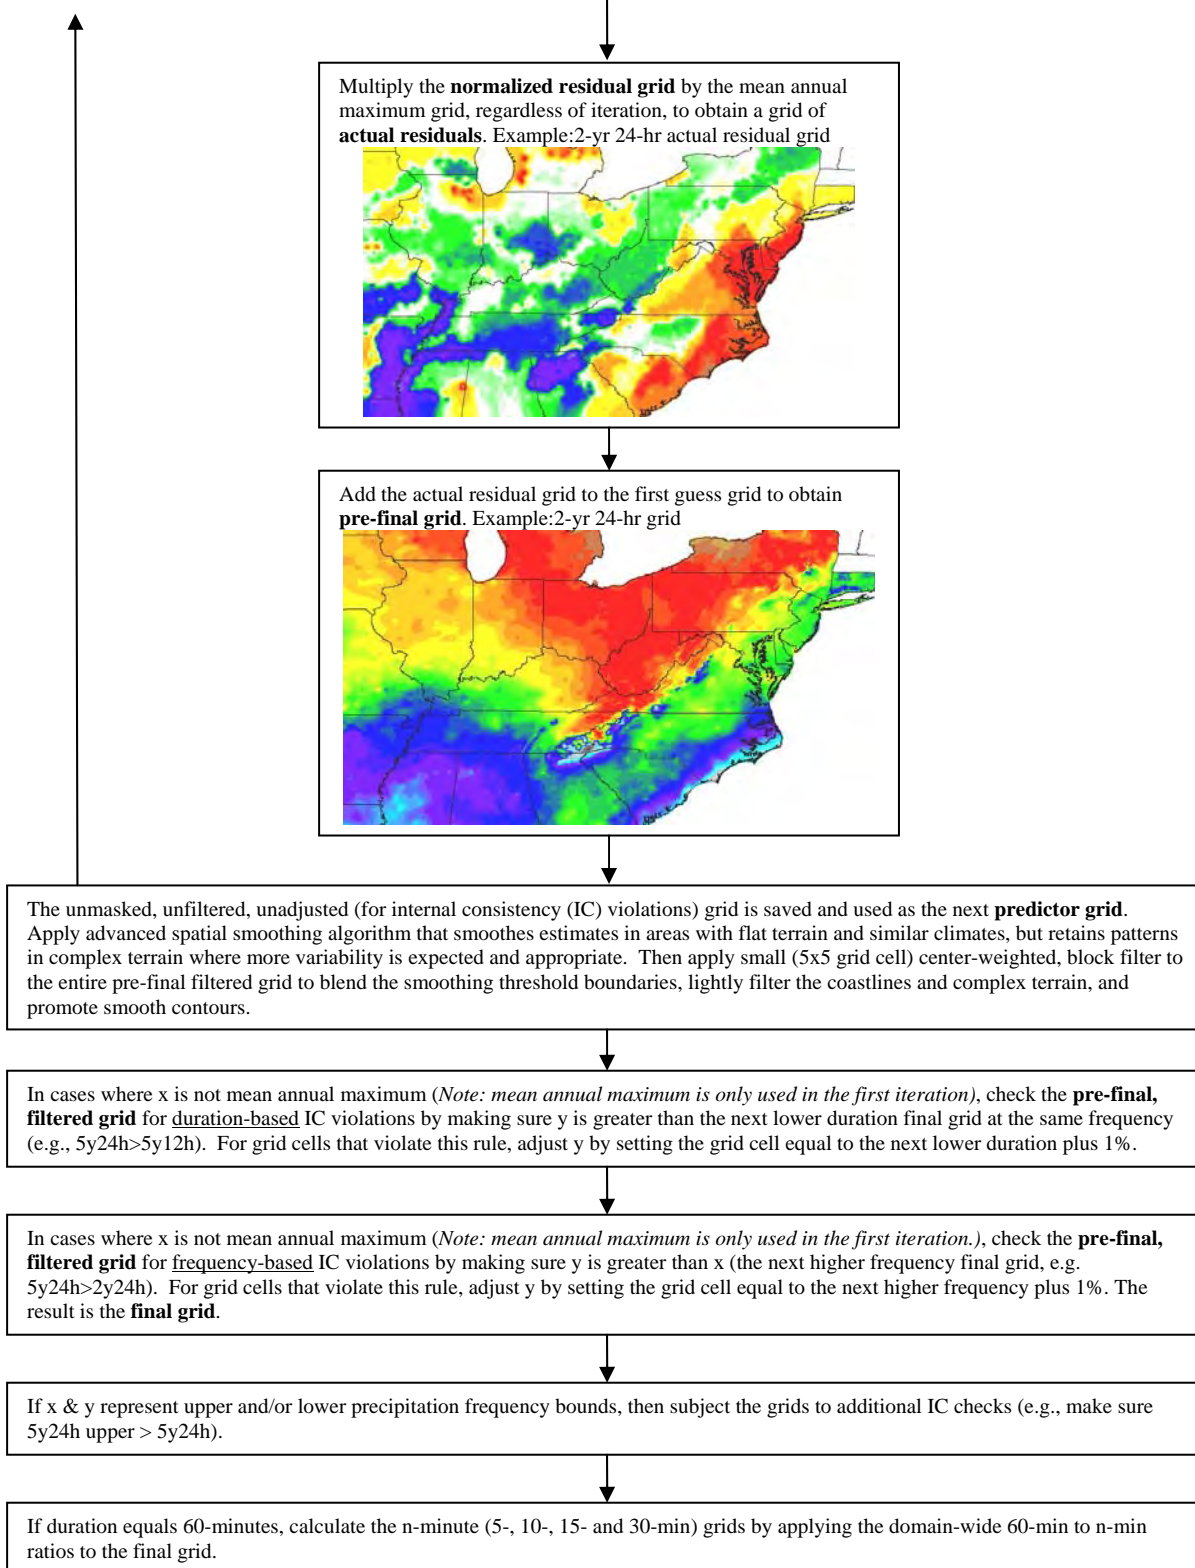 Multiply the normalized residual grid by the mean annual
maximum grid, regardless of iteration, to obtain a grid of
actual residuals. Example:2-yr 24-hr actual residual grid
Add the actual residual grid to the first guess grid to obtain
pre-final grid. Example:2-yr 24-hr grid
The unmasked, unfiltered, unadjusted (for internal consistency (IC) violations) grid is saved and used as the next predictor grid.
Apply advanced spatial smoothing algorithm that smoothes estimates in areas with flat terrain and similar climates, but retains patterns
in complex terrain where more variability is expected and appropriate. Then apply small (5x5 grid cell) center-weighted, block filter to
the entire pre-final filtered grid to blend the smoothing threshold boundaries, lightly filter the coastlines and complex terrain, and
promote smooth contours.
In cases where x is not mean annual maximum (Note: mean annual maximum is only used in the first iteration), check the pre-final,
filtered grid for duration-based IC violations by making sure y is greater than the next lower duration final grid at the same frequency
(e.g., 5y24h>5y12h). For grid cells that violate this rule, adjust y by setting the grid cell equal to the next lower duration plus 1%.
In cases where x is not mean annual maximum (Note: mean annual maximum is only used in the first iteration.), check the pre-final,
filtered grid for frequency-based IC violations by making sure y is greater than x (the next higher frequency final grid, e.g.
5y24h>2y24h). For grid cells that violate this rule, adjust y by setting the grid cell equal to the next higher frequency plus 1%. The
result is the final grid.
If x & y represent upper and/or lower precipitation frequency bounds, then subject the grids to additional IC checks (e.g., make sure
5y24h upper > 5y24h).
If duration equals 60-minutes, calculate the n-minute (5-, 10-, 15- and 30-min) grids by applying the domain-wide 60-min to n-min
ratios to the final grid.